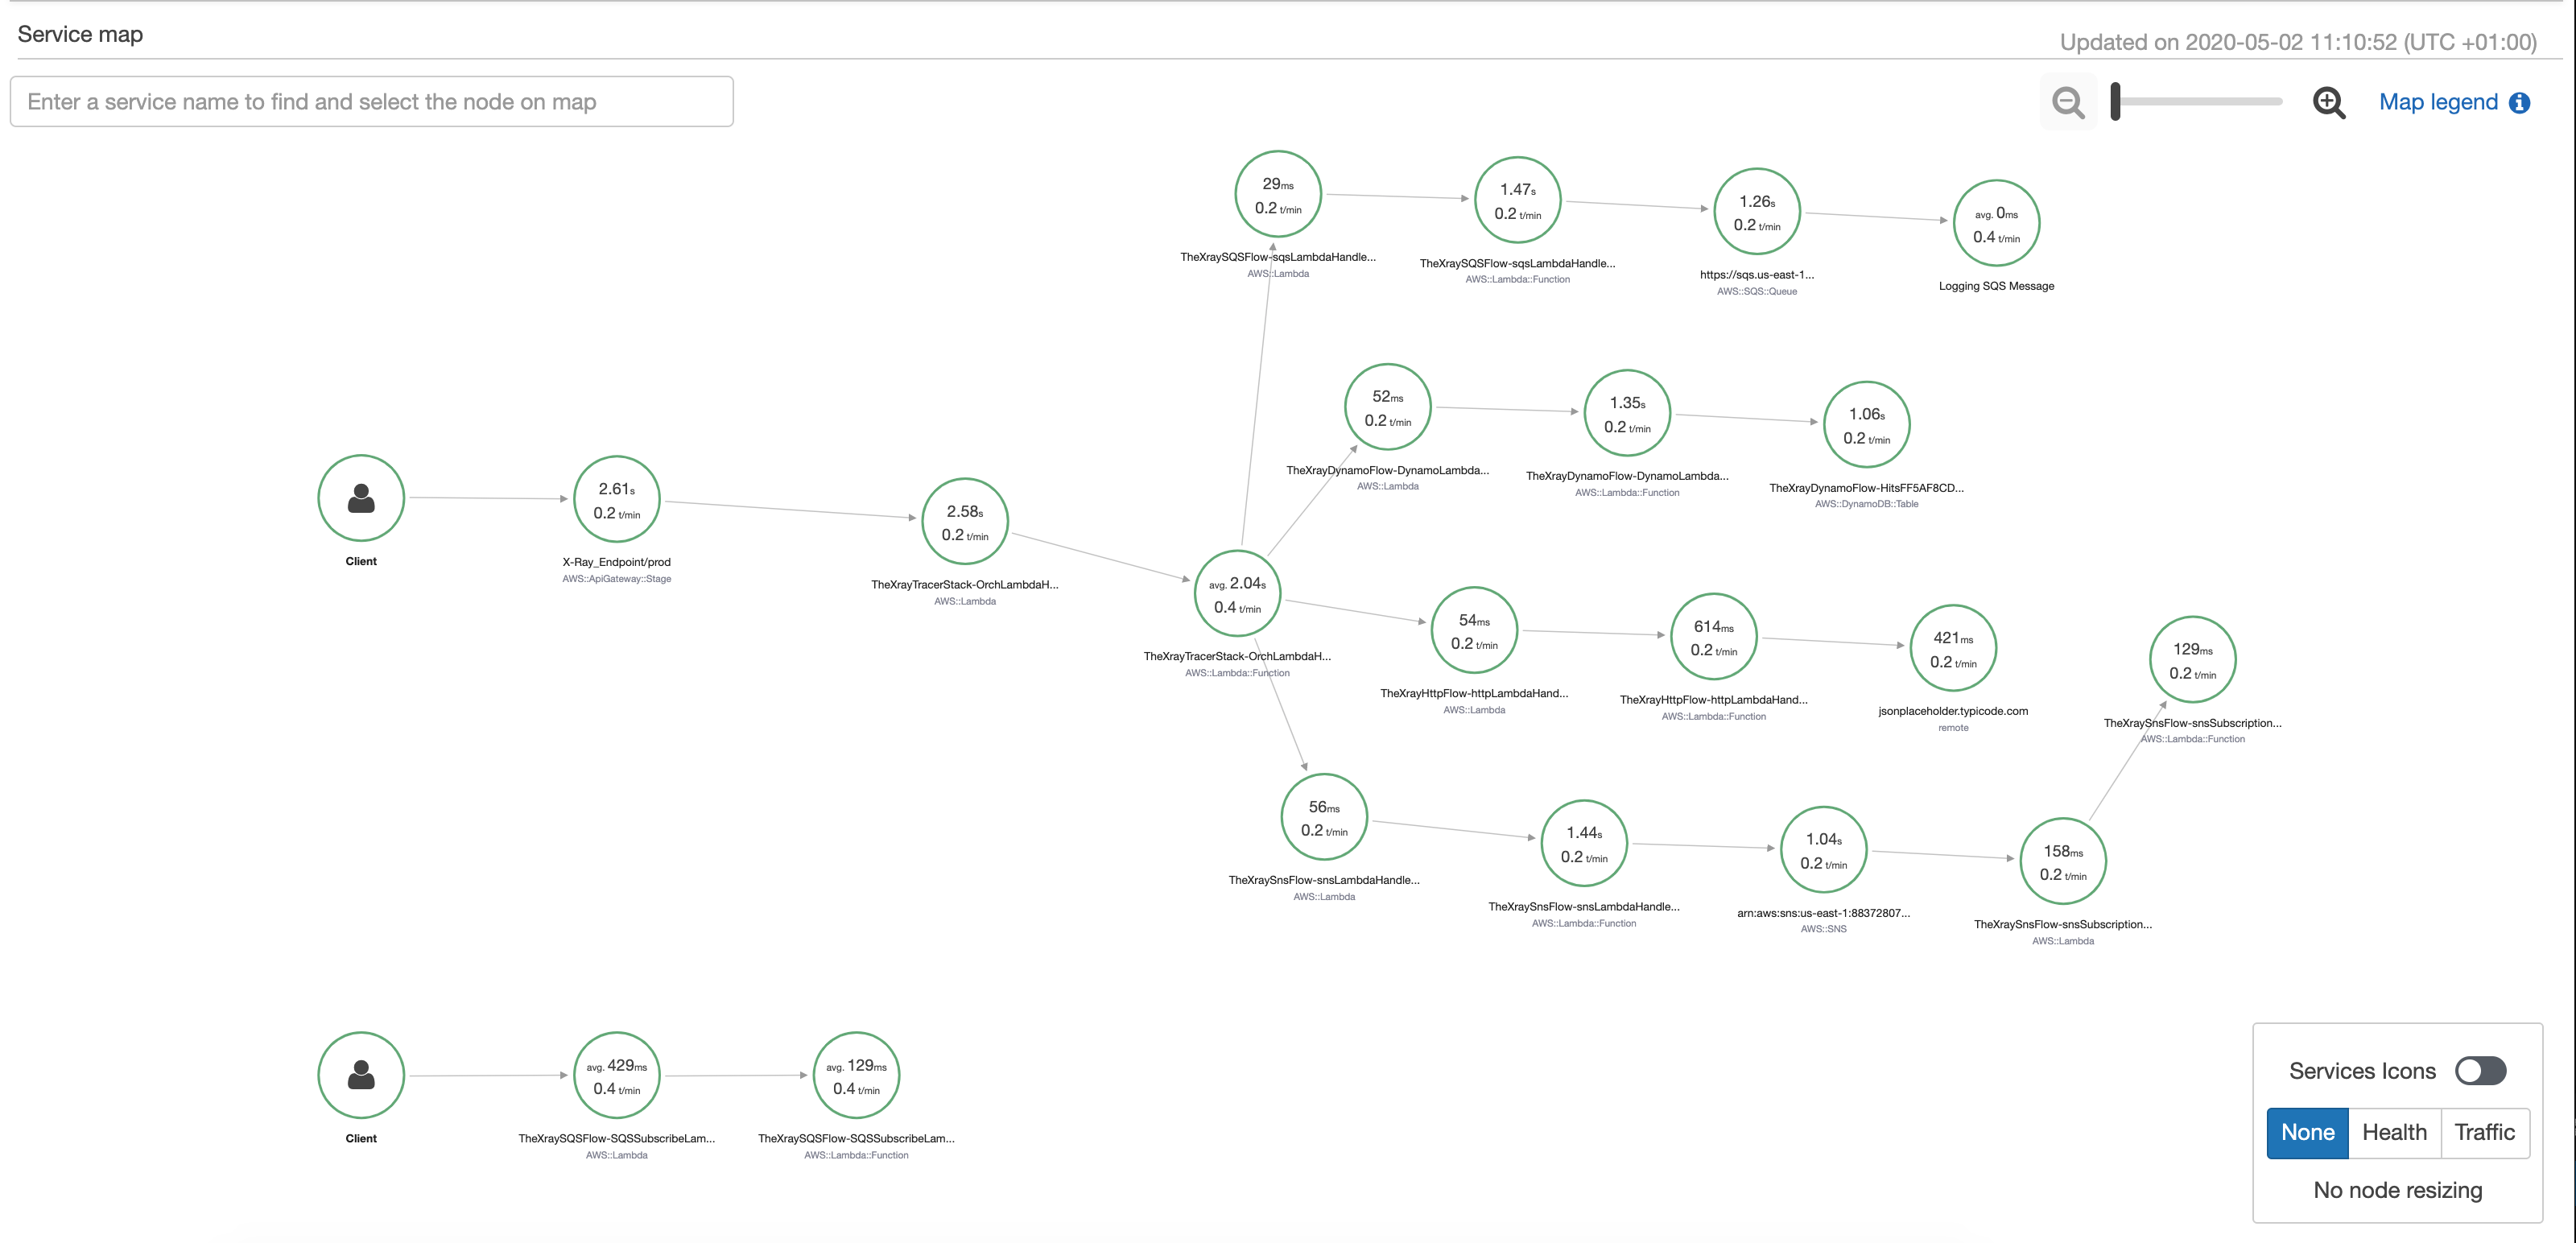 Service map
Updated on 2020-05-02 11:10:52 (UTC +01:00)
Enter a service name to find and select the node on map
Map legend
29ms
0.2 t/min
TheXraySQSFlow-sqsLambdaHandle...
AWS::Lambda
1.47s
0.2 t/min
TheXraySQSFlow-sqsLambdaHandle...
AWS::Lambda::Function
1.26s
0.2 t/min
https://sqs.us-east-1...
AWS::SQS::Queue
avg. 0ms
0.4 t/min
Logging SQS Message
52ms
0.2 t/min
TheXrayDynamoFlow-DynamoLambda...
AWS::Lambda
1.35s
0.2 t/min
TheXrayDynamoFlow-DynamoLambda...
AWS::Lambda::Function
1.06s
0.2 t/min
TheXrayDynamoFlow-HitsFF5AF8CD...
AWS::DynamoDB::Table
Client
2.61s
0.2 t/min
X-Ray_Endpoint/prod
AWS::ApiGateway::Stage
2.58s
0.2 t/min
TheXrayTracerStack-OrchLambdaH...
AWS::Lambda
avg. 2.04s
0.4 t/min
TheXrayTracerStack-OrchLambdaH...
AWS::Lambda::Function
54ms
0.2 t/min
TheXrayHttpFlow-httpLambdaHand...
AWS::Lambda
614ms
0.2 t/min
TheXrayHttpFlow-httpLambdaHand...
AWS::Lambda::Function
421ms
0.2 t/min
jsonplaceholder.typicode.com
remote
129ms
0.2 t/min
TheXraySnsFlow-snsSubscription...
AWS::Lambda::Function
56ms
0.2 t/min
TheXraySnsFlow-snsLambdaHandle...
AWS::Lambda
1.44s
0.2 t/min
TheXraySnsFlow-snsLambdaHandle...
AWS::Lambda::Function
1.04s
0.2 t/min
arn:aws:sns:us-east-1:88372807...
AWS::SNS
158ms
0.2 t/min
TheXraySnsFlow-snsSubscription...
AWS::Lambda
Client
avg. 429ms
0.4 t/min
TheXraySQSFlow-SQSSubscribeLam...
AWS::Lambda
avg. 129ms
0.4 t/min
TheXraySQSFlow-SQSSubscribeLam...
AWS::Lambda::Function
Services Icons
None Health Traffic
No node resizing